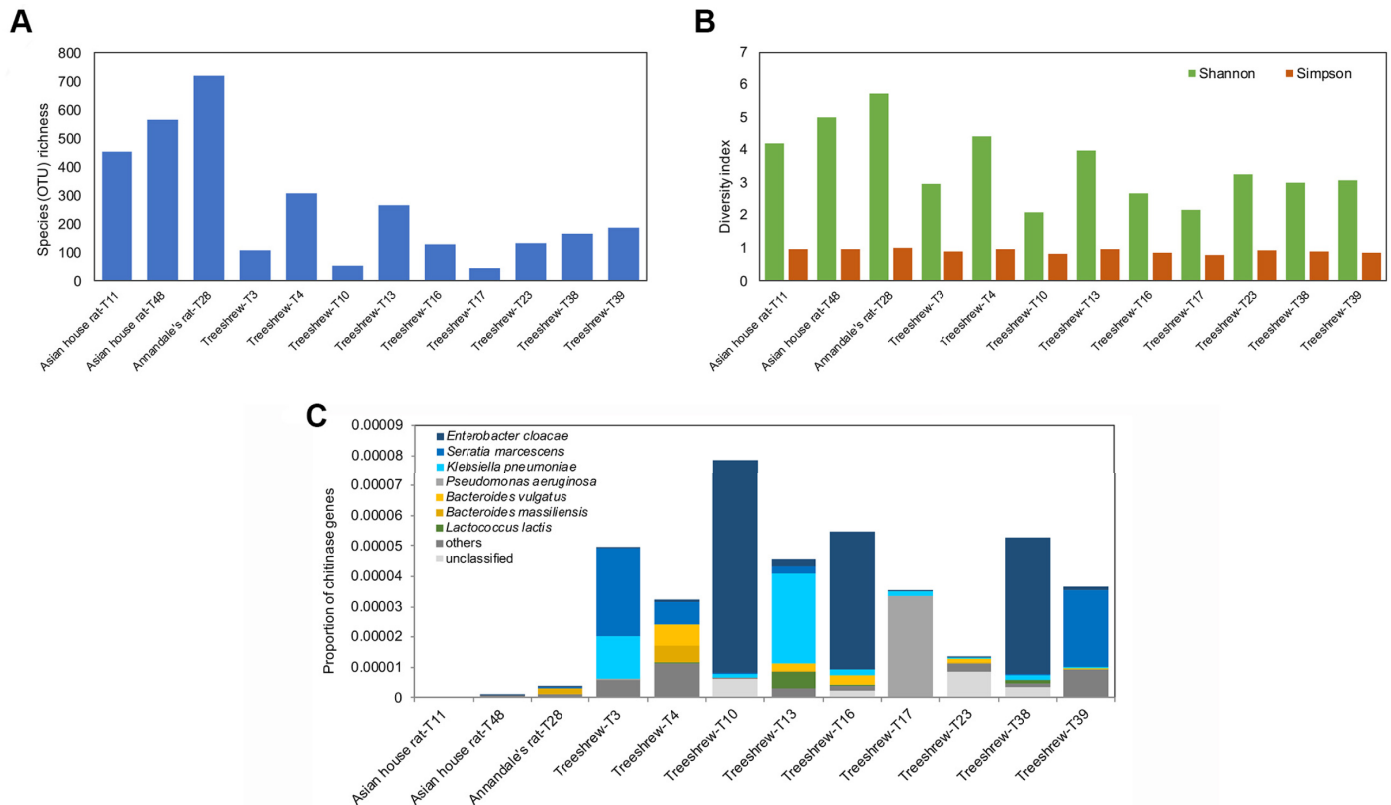 A
Species (OTU) richness
800
700
600
500
400
300
200
100
0
Asian house rat-T11
Asian house rat-T48
Annandale's rat-T28
Treeshrew-T3
Treeshrew-T4
Treeshrew-T10
Treeshrew-T13
Treeshrew-T16
Treeshrew-T17
Treeshrew-T23
Treeshrew-T38
Treeshrew-T39
B
Diversity index
7
6
5
4
3
2
1
0
Shannon
Simpson
Asian house rat-T11
Asian house rat-T48
Annandale's rat-T28
Treeshrew-T3
Treeshrew-T4
Treeshrew-T10
Treeshrew-T13
Treeshrew-T16
Treeshrew-T17
Treeshrew-T23
Treeshrew-T38
Treeshrew-T39
C
Proportion of chitinase genes
0.00009
0.00008
0.00007
0.00006
0.00005
0.00004
0.00003
0.00002
0.00001
0
Enterobacter cloacae
Serratia marcescens
Klebsiella pneumoniae
Pseudomonas aeruginosa
Bacteroides vulgatus
Bacteroides massiliensis
Lactococcus lactis
others
unclassified
Asian house rat-T11
Asian house rat-T48
Annandale's rat-T28
Treeshrew-T3
Treeshrew-T4
Treeshrew-T10
Treeshrew-T13
Treeshrew-T16
Treeshrew-T17
Treeshrew-T23
Treeshrew-T38
Treeshrew-T39